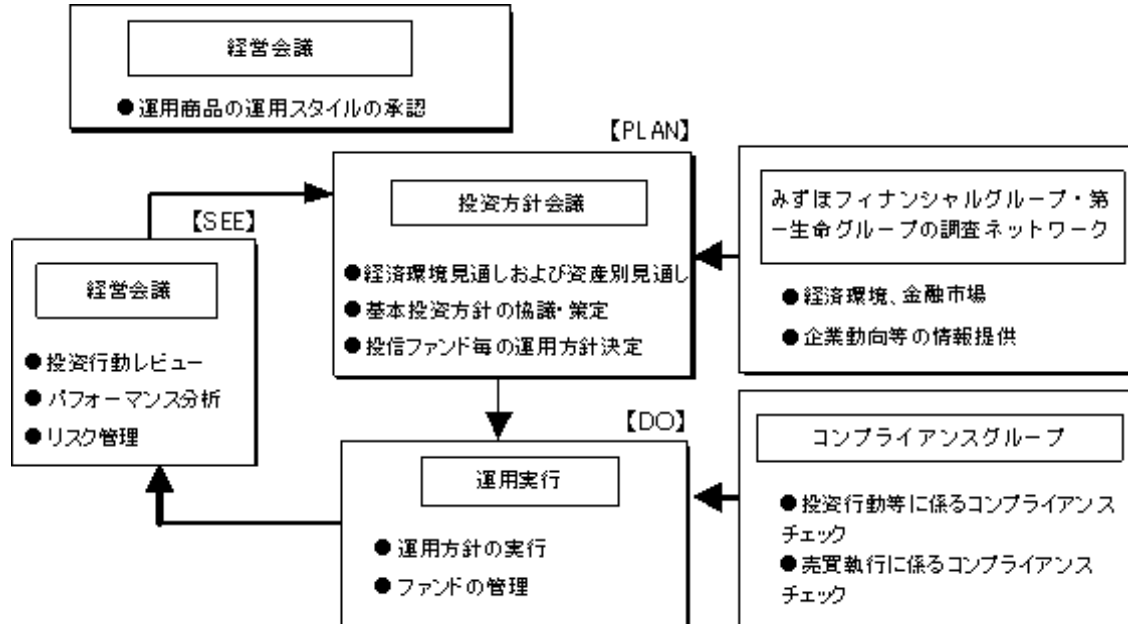 経営会議
●運用商品の運用スタイルの承認
【PLAN】
投資方針会議
●経済環境見通しおよび資産別見通し
●基本投資方針の協議・策定
●投信ファンド毎の運用方針決定
みずほフィナンシャルグループ・第
一生命グループの調査ネットワーク
●経済環境、金融市場
●企業動向等の情報提供
【SEE】
経営会議
●投資行動レビュー
●パフォーマンス分析
●リスク管理
【DO】
運用実行
●運用方針の実行
●ファンドの管理
コンプライアンスグループ
●投資行動等に係るコンプライアンス
チェック
●売買執行に係るコンプライアンス
チェック